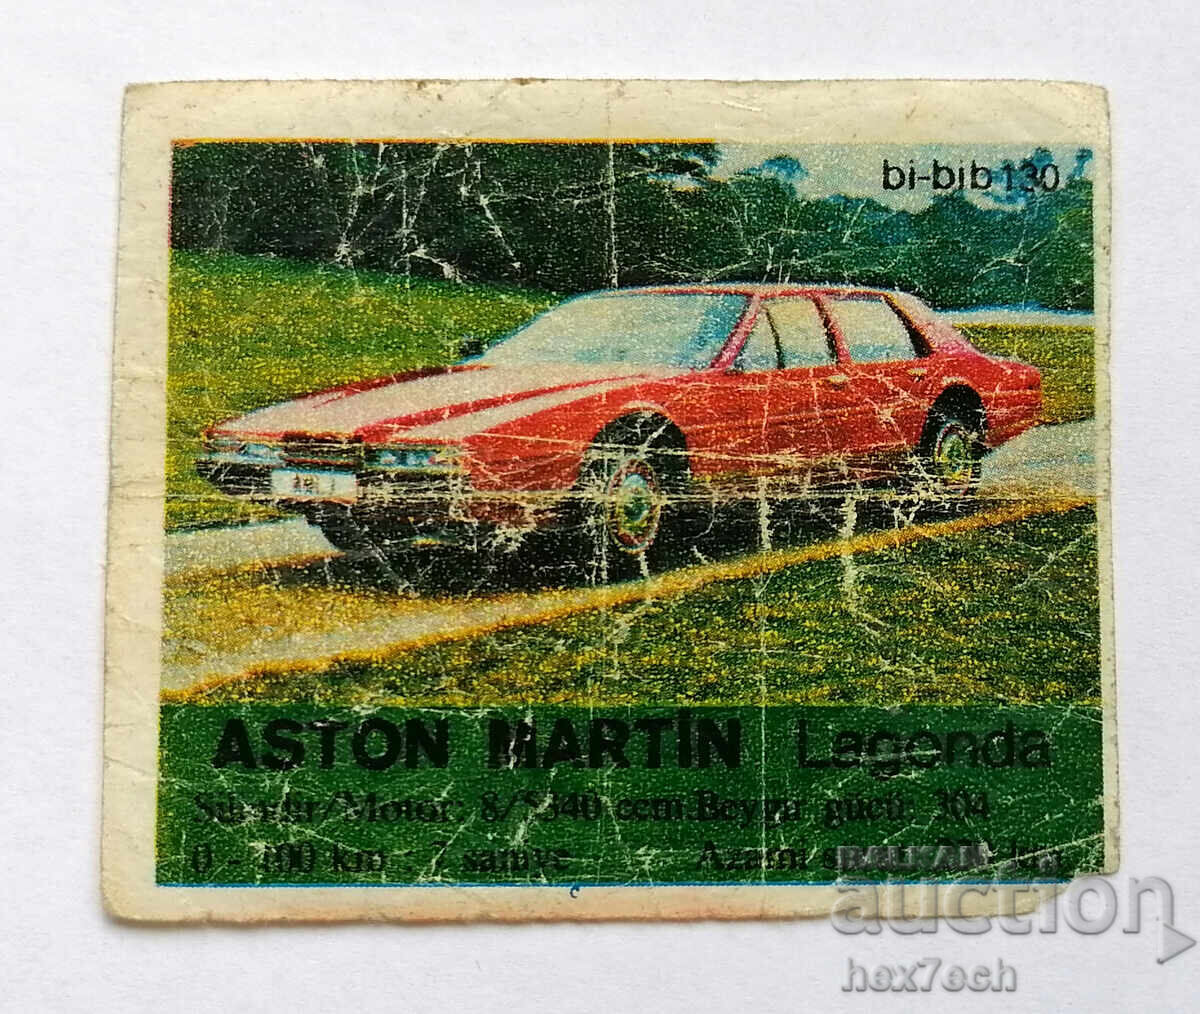 bi-bib 130
ASTON MARTİN Lagonda
Silindir/Motor: 8/5340 ccm. Beygir gücü: 304
0 - 100 km : 7 saniye Azami
BALKAN
auction
hex7ech